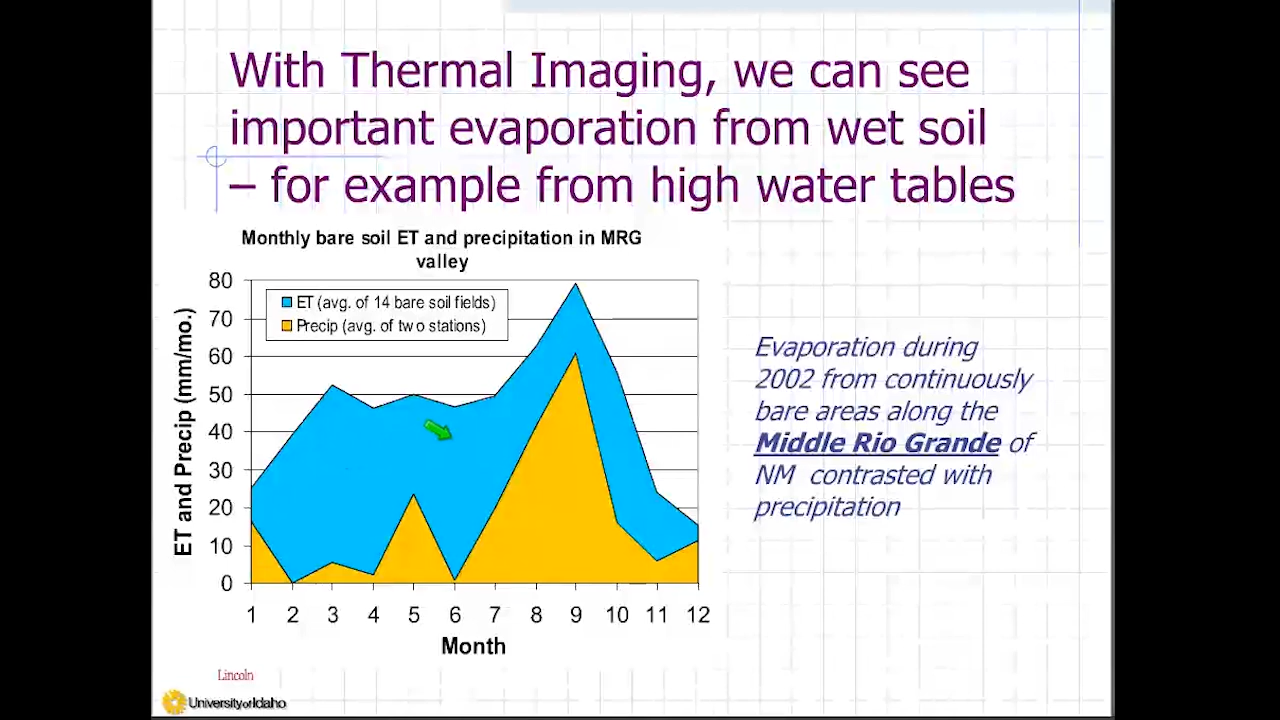 With Thermal Imaging, we can see
important evaporation from wet soil
– for example from high water tables
Monthly bare soil ET and precipitation in MRG
valley
ET (avg. of 14 bare soil fields)
Precip (avg. of two stations)
ET and Precip (mm/mo.)
80
70
60
50
40
30
20
10
0
1 2 3 4 5 6 7 8 9 10 11 12
Month
Evaporation during
2002 from continuously
bare areas along the
Middle Rio Grande of
NM contrasted with
precipitation
Lincoln
University of Idaho